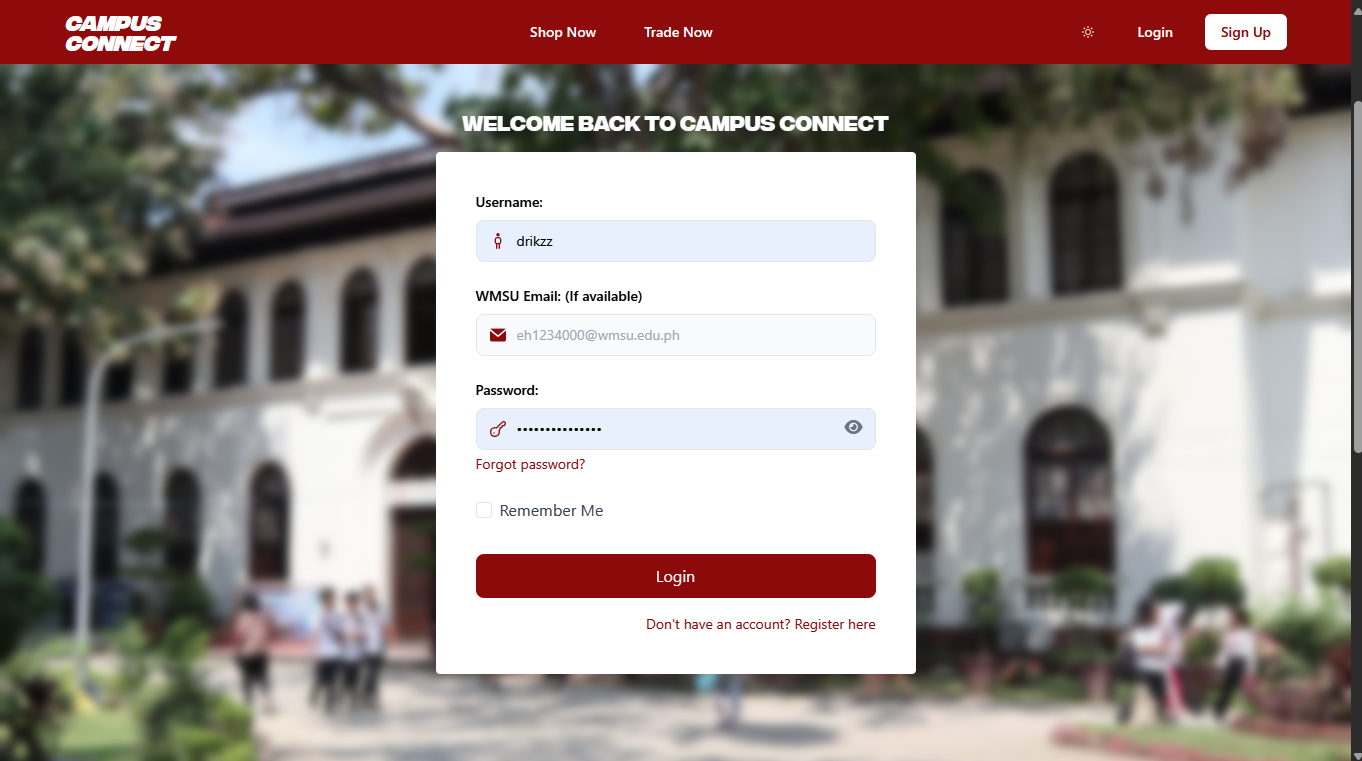 CAMPUS
CONNECT
Shop Now
Trade Now
Login
Sign Up
WELCOME BACK TO CAMPUS CONNECT
Username:
drikzz
WMSU Email: (If available)
eh1234000@wmsu.edu.ph
Password:
•••••••••••••••
Forgot password?
Remember Me
Login
Don't have an account? Register here